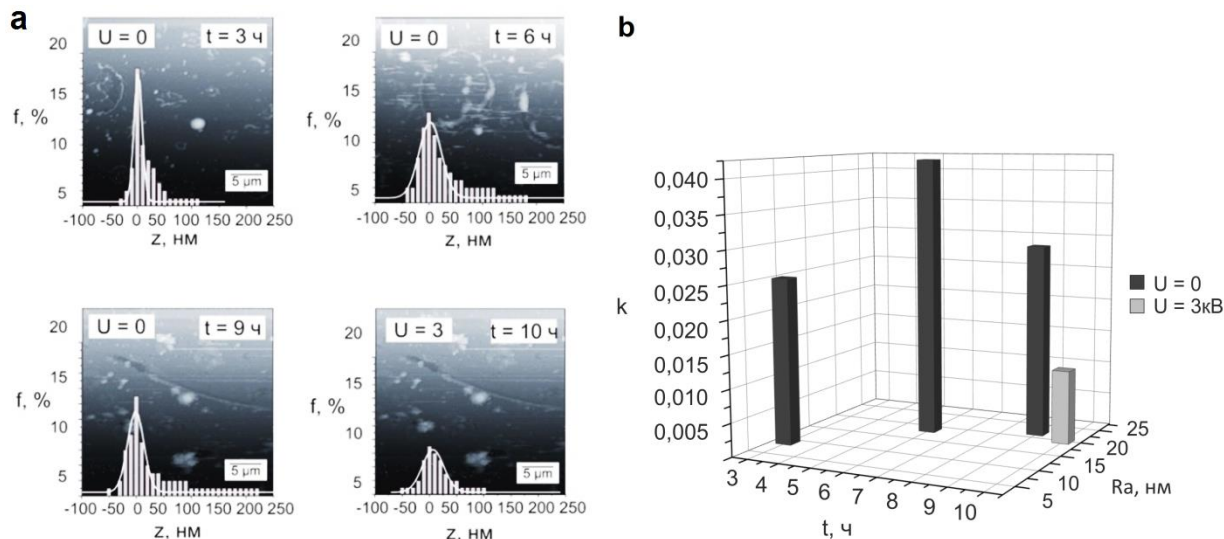 a
U = 0
t = 3 ч
20
15
f, %
10
5
5 µm
-100 -50 0 50 100 150 200 250
z, нм
U = 0
t = 6 ч
20
15
f, %
10
5
5 µm
-100 -50 0 50 100 150 200 250
z, нм
U = 0
t = 9 ч
20
15
f, %
10
5
5 µm
-100 -50 0 50 100 150 200 250
z, нм
U = 3
t = 10 ч
20
15
f, %
10
5
5 µm
-100 -50 0 50 100 150 200 250
z, нм
b
0,040
0,035
0,030
0,025
k
0,020
0,015
0,010
0,005
3 4 5 6 7 8 9 10
t, ч
5 10 15 20 25
Ra, нм
U = 0
U = 3кВ